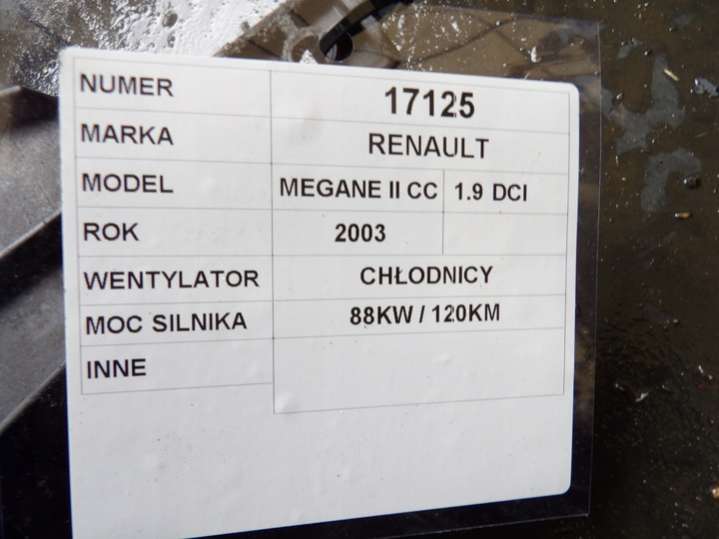 NUMER 17125
MARKA RENAULT
MODEL MEGANE II CC 1.9 DCI
ROK 2003
WENTYLATOR CHŁODNICY
MOC SILNIKA 88KW / 120KM
INNE